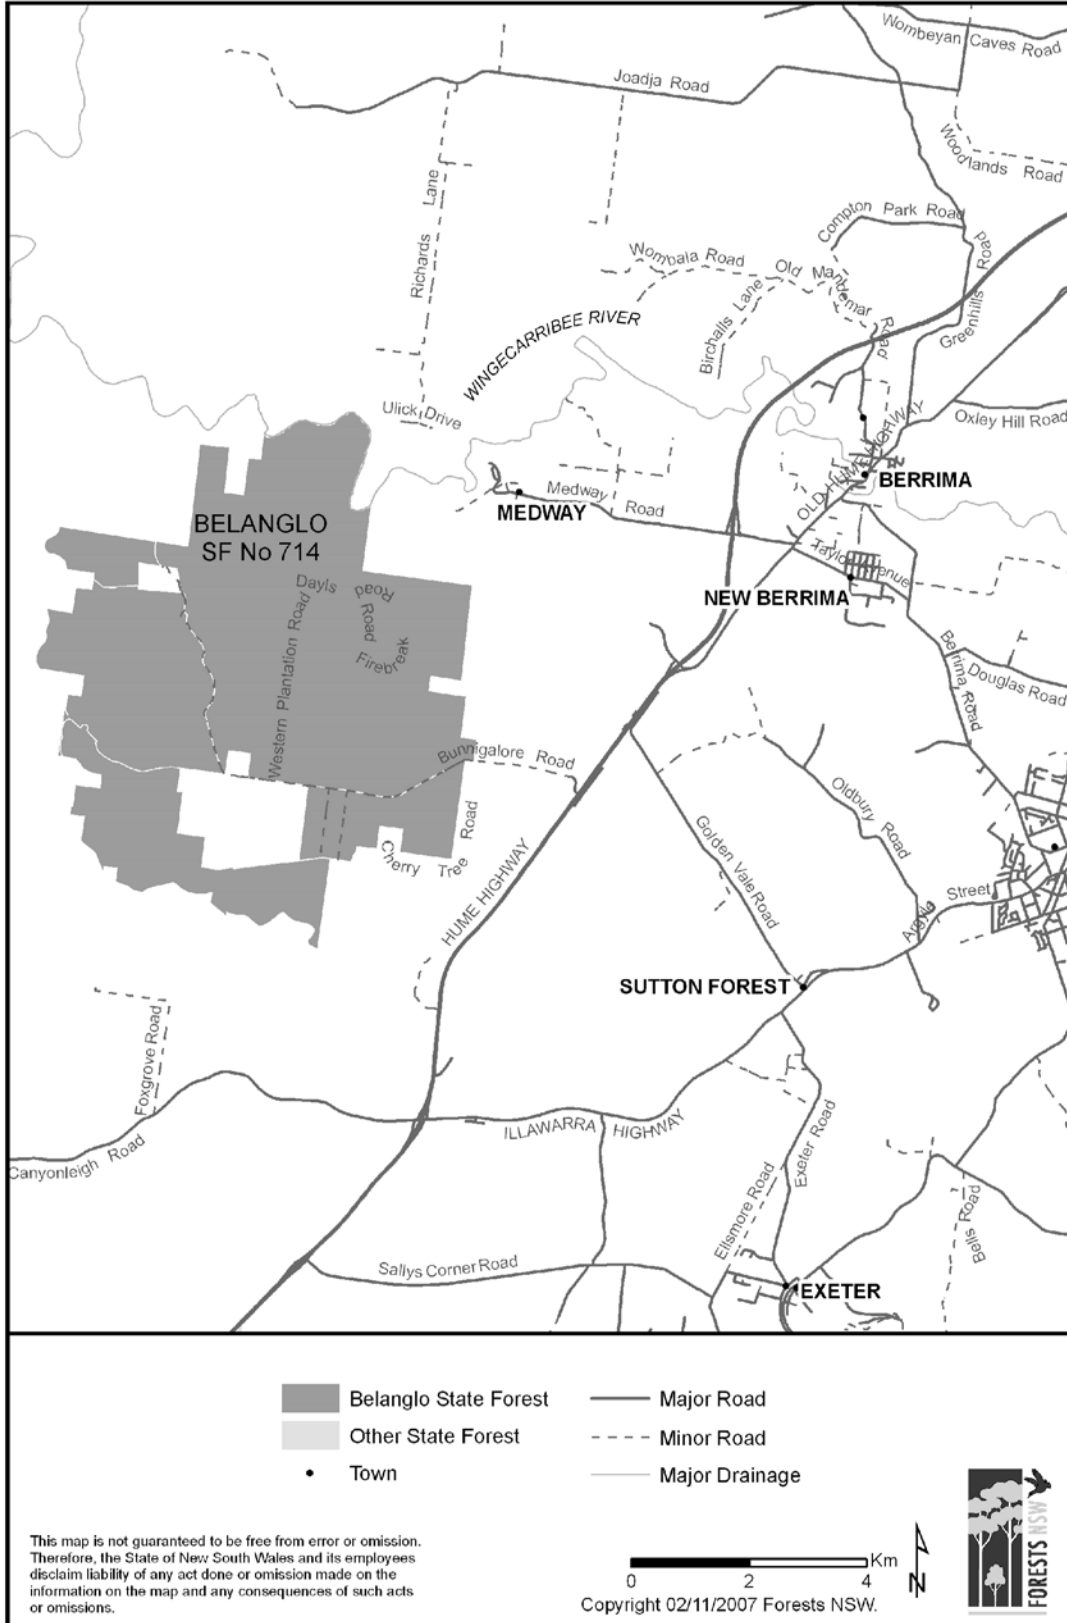 Wombeyan Caves Road
Joadja Road
Woodlands Road
Richards Lane
Compton Park Road
Wombala Road
Old Mandemar Road
Birchalls Lane
Greenhills Road
WINGECARRIBEE RIVER
Ulick Drive
OLD HUME HIGHWAY
Oxley Hill Road
BERRIMA
Medway Road
MEDWAY
BELANGLO
SF No 714
Taylor Avenue
NEW BERRIMA
Dayls Road
Western Plantation Road
Firebreak Road
Berrima Road
Douglas Road
Bunnigalore Road
Oldbury Road
Golden Vale Road
Cherry Tree Road
HUME HIGHWAY
Argyle Street
SUTTON FOREST
Foxgrove Road
Canyonleigh Road
ILLAWARRA HIGHWAY
Exeter Road
Ellsmore Road
Bells Road
Sallys Corner Road
EXETER
Belanglo State Forest
Other State Forest
Town
Major Road
Minor Road
Major Drainage
This map is not guaranteed to be free from error or omission.
Therefore, the State of New South Wales and its employees
disclaim liability of any act done or omission made on the
information on the map and any consequences of such acts
or omissions.
0 2 4 Km
Copyright 02/11/2007 Forests NSW.
N
FORESTS NSW